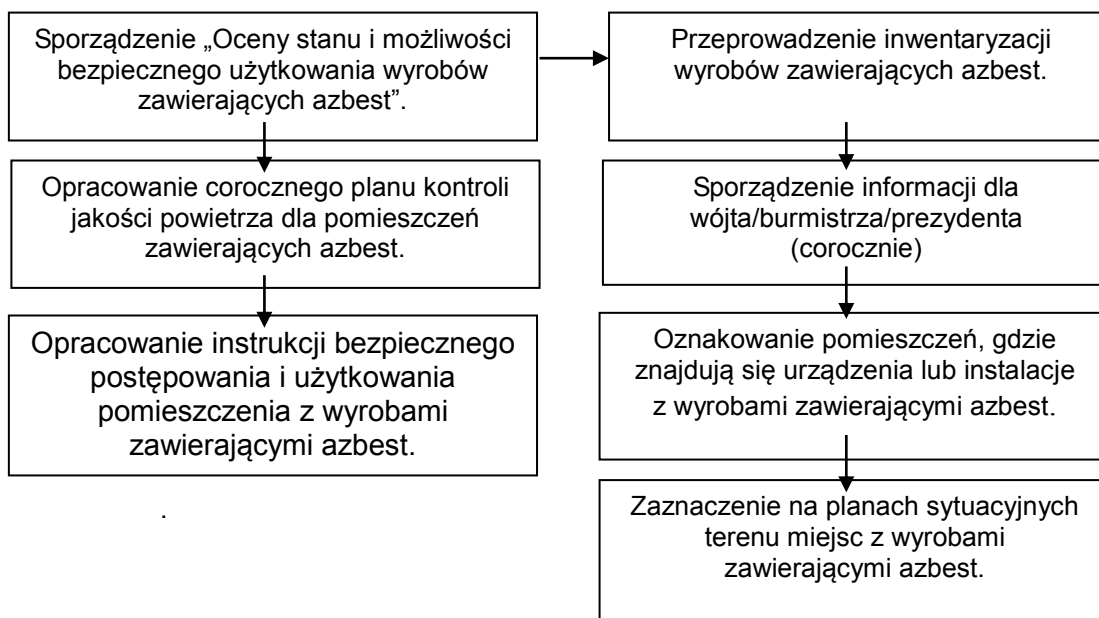 Sporządzenie „Oceny stanu i możliwości
bezpiecznego użytkowania wyrobów
zawierających azbest”.
Przeprowadzenie inwentaryzacji
wyrobów zawierających azbest.
Opracowanie corocznego planu kontroli
jakości powietrza dla pomieszczeń
zawierających azbest.
Sporządzenie informacji dla
wójta/burmistrza/prezydenta
(corocznie)
Opracowanie instrukcji bezpiecznego
postępowania i użytkowania
pomieszczenia z wyrobami
zawierającymi azbest.
Oznakowanie pomieszczeń, gdzie
znajdują się urządzenia lub instalacje
z wyrobami zawierającymi azbest.
.
Zaznaczenie na planach sytuacyjnych
terenu miejsc z wyrobami
zawierającymi azbest.